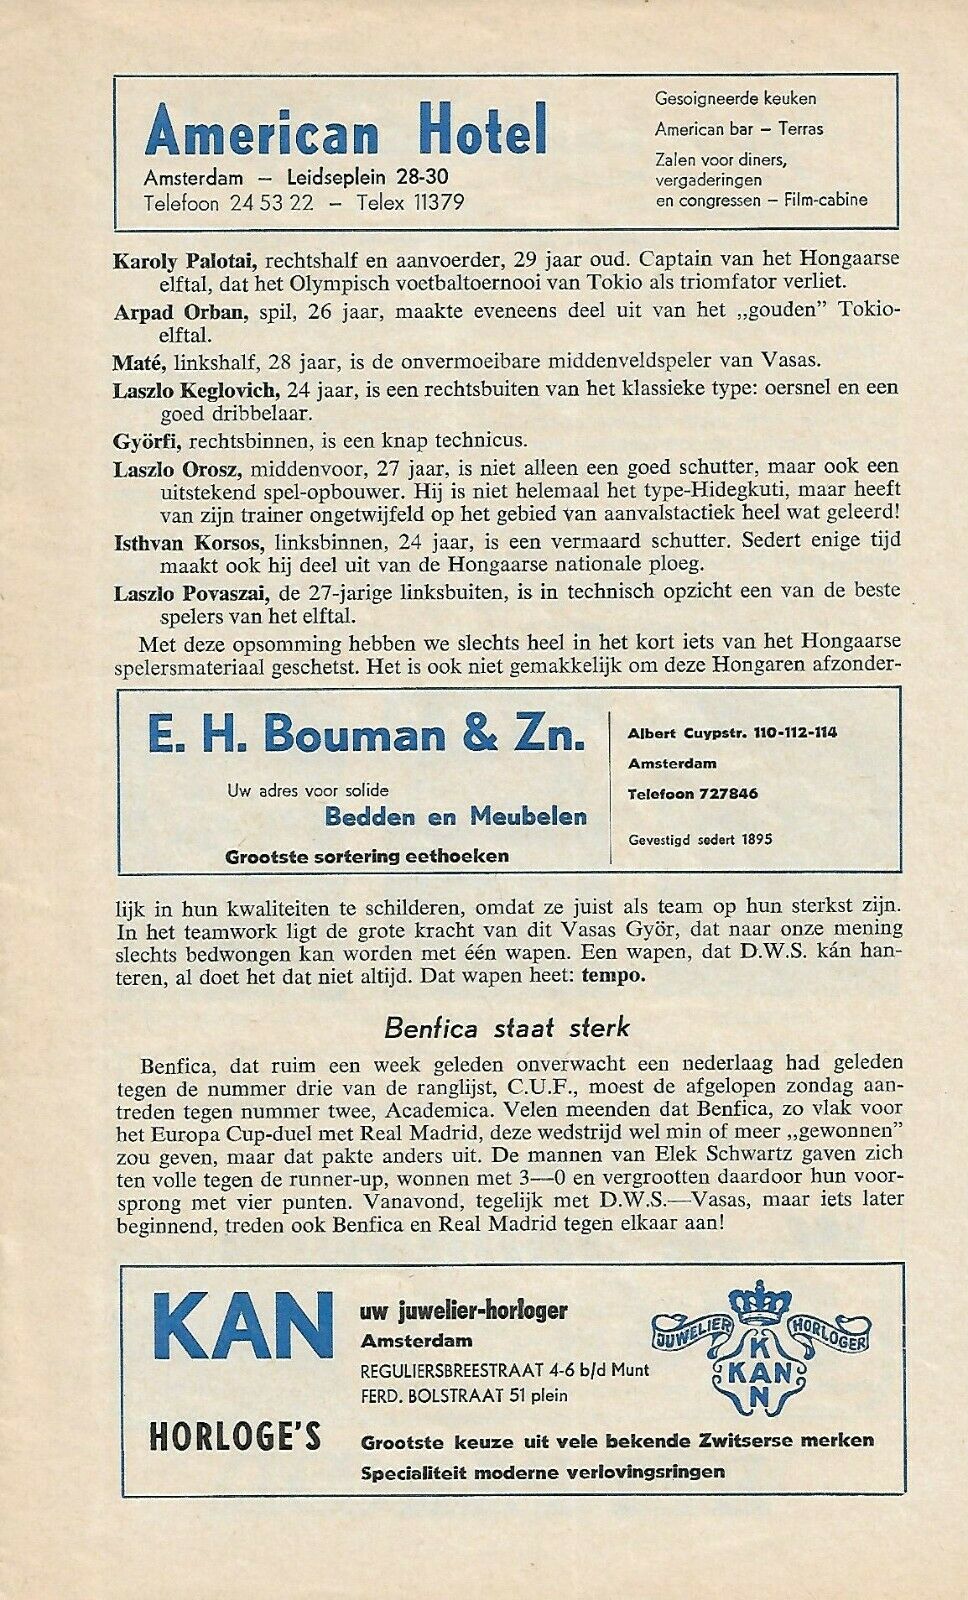 American Hotel
Amsterdam – Leidseplein 28-30
Telefoon 24 53 22 – Telex 11379
Gesoigneerde keuken
American bar – Terras
Zalen voor diners,
vergaderingen
en congressen – Film-cabine
Karoly Palotai, rechtshalf en aanvoerder, 29 jaar oud. Captain van het Hongaarse
elftal, dat het Olympisch voetbaltoernooi van Tokio als triomfator verliet.
Arpad Orban, spil, 26 jaar, maakte eveneens deel uit van het „gouden” Tokio-
elftal.
Maté, linkshalf, 28 jaar, is de onvermoeibare middenveldspeler van Vasas.
Laszlo Keglovich, 24 jaar, is een rechtsbuiten van het klassieke type: oersnel en een
goed dribbelaar.
Györfi, rechtsbinnen, is een knap technicus.
Laszlo Orosz, middenvoor, 27 jaar, is niet alleen een goed schutter, maar ook een
uitstekend spel-opbouwer. Hij is niet helemaal het type-Hidegkuti, maar heeft
van zijn trainer ongetwijfeld op het gebied van aanvalstactiek heel wat geleerd!
Isthvan Korsos, linksbinnen, 24 jaar, is een vermaard schutter. Sedert enige tijd
maakt ook hij deel uit van de Hongaarse nationale ploeg.
Laszlo Povaszai, de 27-jarige linksbuiten, is in technisch opzicht een van de beste
spelers van het elftal.
Met deze opsomming hebben we slechts heel in het kort iets van het Hongaarse
spelersmateriaal geschetst. Het is ook niet gemakkelijk om deze Hongaren afzonder-
E. H. Bouman & Zn.
Uw adres voor solide
Bedden en Meubelen
Grootste sortering eethoeken
Albert Cuypstr. 110-112-114
Amsterdam
Telefoon 727846
Gevestigd sedert 1895
lijk in hun kwaliteiten te schilderen, omdat ze juist als team op hun sterkst zijn.
In het teamwork ligt de grote kracht van dit Vasas Györ, dat naar onze mening
slechts bedwongen kan worden met één wapen. Een wapen, dat D.W.S. kán han-
teren, al doet het dat niet altijd. Dat wapen heet: tempo.
Benfica staat sterk
Benfica, dat ruim een week geleden onverwacht een nederlaag had geleden
tegen de nummer drie van de ranglijst, C.U.F., moest de afgelopen zondag aan-
treden tegen nummer twee, Academica. Velen meenden dat Benfica, zo vlak voor
het Europa Cup-duel met Real Madrid, deze wedstrijd wel min of meer „gewonnen”
zou geven, maar dat pakte anders uit. De mannen van Elek Schwartz gaven zich
ten volle tegen de runner-up, wonnen met 3—0 en vergrootten daardoor hun voor-
sprong met vier punten. Vanavond, tegelijk met D.W.S.—Vasas, maar iets later
beginnend, treden ook Benfica en Real Madrid tegen elkaar aan!
KAN
HORLOGE'S
uw juwelier-horloger
Amsterdam
REGULIERSBREESTRAAT 4-6 b/d Munt
FERD. BOLSTRAAT 51 plein
JUWELIER HORLOGER
K
KAN
N
Grootste keuze uit vele bekende Zwitserse merken
Specialiteit moderne verlovingsringen